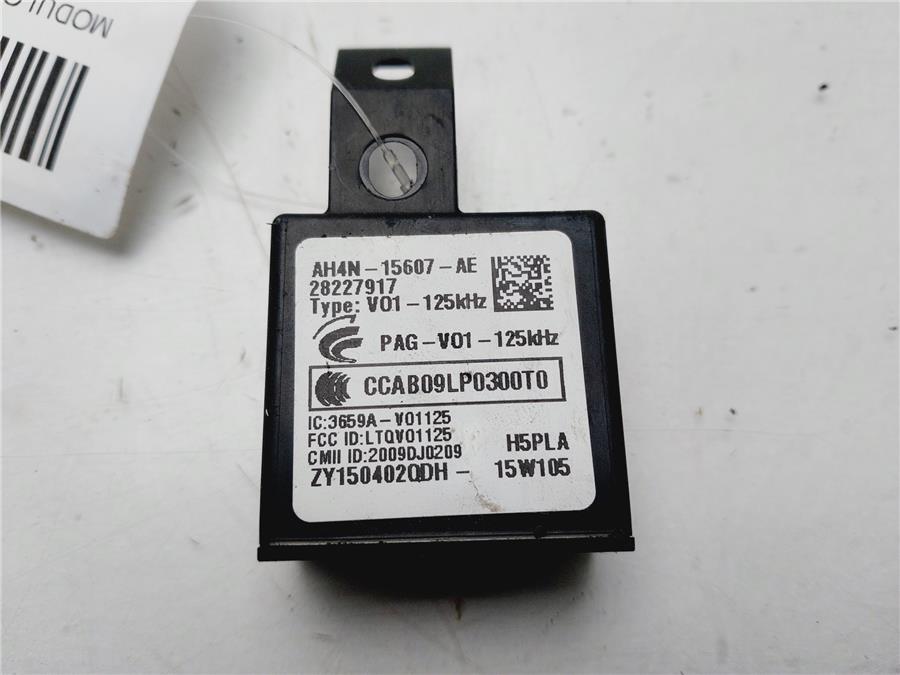 MODULO
AH4N-15607-AE
28227917
Type: V01-125kHz
PAG-V01-125kHz
CCAB09LP0300T0
IC:3659A-V01125
FCC ID:LTQV01125
CMII ID:2009DJ0209
H5PLA
ZY150402QDH- 15W105